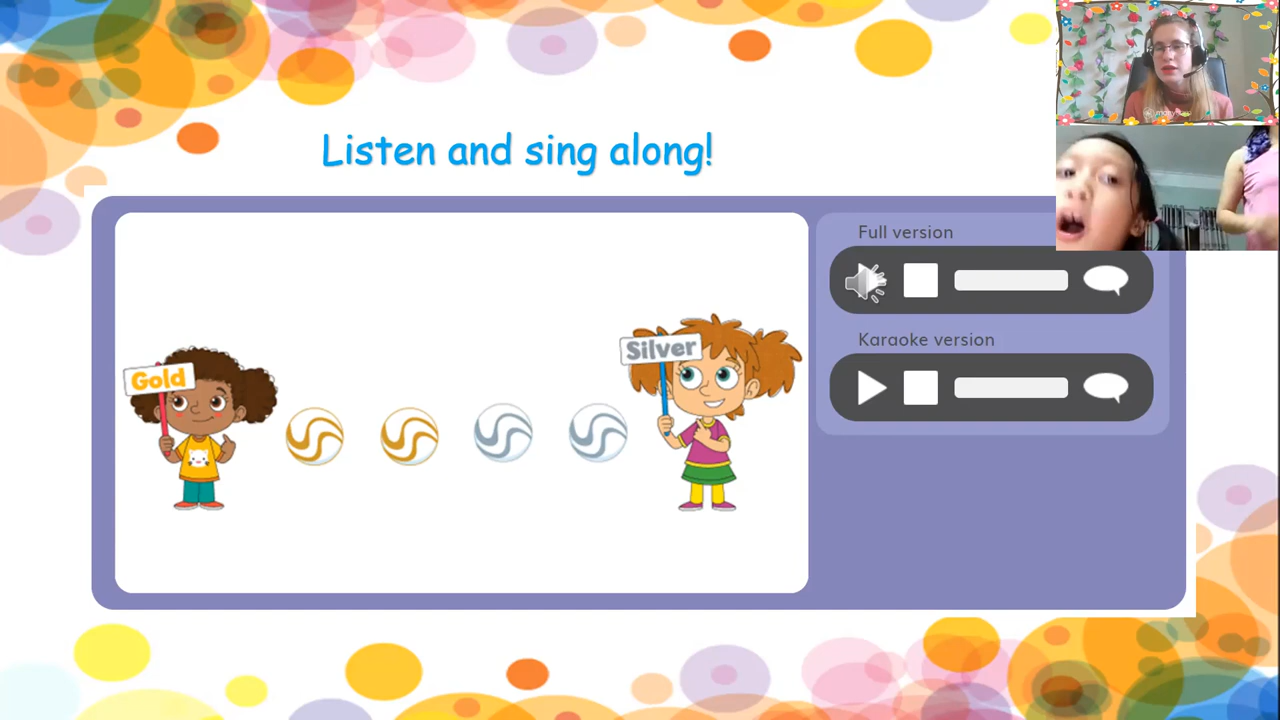 Listen and sing along!
Full version
Karaoke version
Gold
Silver